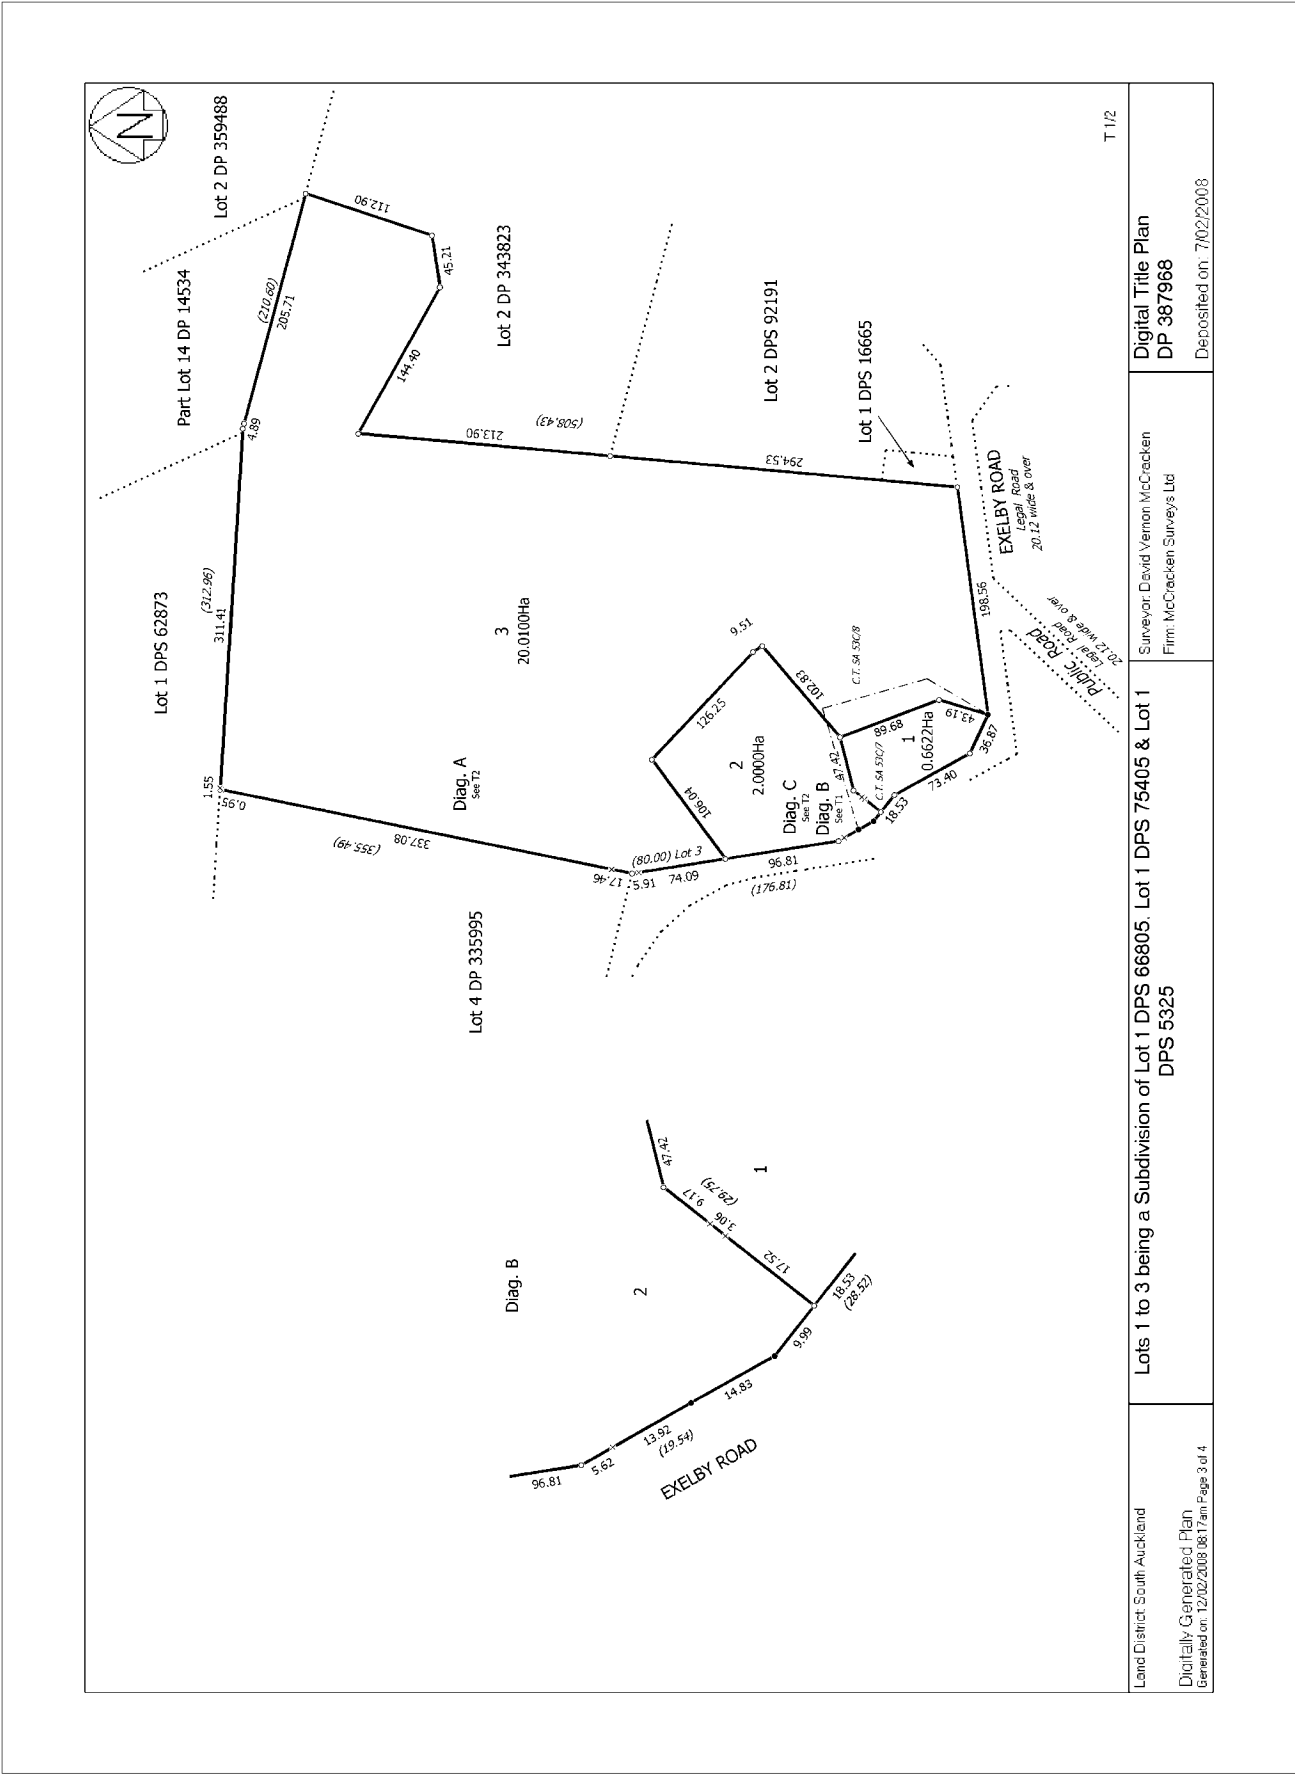 N
Lot 2 DP 359488
Part Lot 14 DP 14534
Lot 1 DPS 62873
(210.60)
205.71
112.90
4.89
45.21
Lot 2 DP 343823
144.40
(312.96)
311.41
1.55
0.95
213.90
(508.43)
294.53
Lot 2 DPS 92191
Lot 1 DPS 16665
3
20.0100Ha
Diag. A
See T2
337.08
(355.49)
17.46
5.91
(80.00) Lot 3
74.09
Lot 4 DP 335995
9.51
126.25
102.83
106.04
2
2.0000Ha
Diag. C
See T2
Diag. B
See T1
96.81
(176.81)
47.42
C.T. SA 53C/8
C.T. SA 53C/7
89.68
1
0.6622Ha
43.19
18.53
73.40
36.87
198.56
EXELBY ROAD
Legal Road
20.12 wide & over
Public Road
Legal Road
20.12 wide & over
Diag. B
2
1
47.42
9.17
(29.75)
3.06
17.52
18.53
(28.52)
9.99
14.83
13.92
(19.54)
5.62
96.81
EXELBY ROAD
T 1/2
Land District: South Auckland
Digitally Generated Plan
Generated on: 12/02/2008 08:17am Page 3 of 4
Lots 1 to 3 being a Subdivision of Lot 1 DPS 66805. Lot 1 DPS 75405 & Lot 1
DPS 5325
Surveyor: David Vernon McCracken
Firm: McCracken Surveys Ltd
Digital Title Plan
DP 387968
Deposited on: 7/02/2008